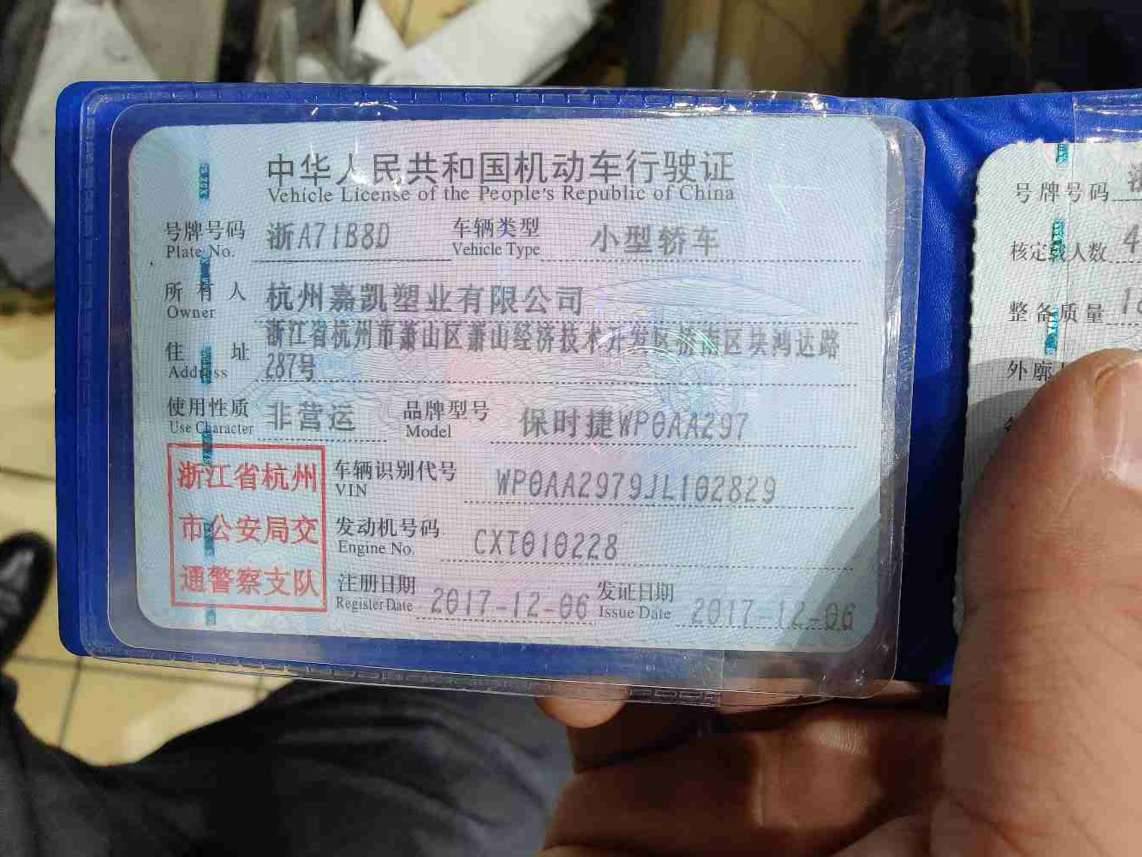 中华人民共和国机动车行驶证
Vehicle License of the People's Republic of China
号牌号码 浙A71B8D 车辆类型 小型轿车
Plate No. Vehicle Type
所有人 杭州嘉凯塑业有限公司
Owner
住址 浙江省杭州市萧山区萧山经济技术开发区桥南区块鸿达路
Address 287号
使用性质 非营运 品牌型号 保时捷WP0AA297
Use Character Model
浙江省杭州
市公安局交
通警察支队
车辆识别代号 WP0AA2979JL102829
VIN
发动机号码 CXT010228
Engine No.
注册日期 2017-12-06 发证日期 2017-12-06
Register Date Issue Date
号牌号码
核定载人数 4
整备质量 1
外廓